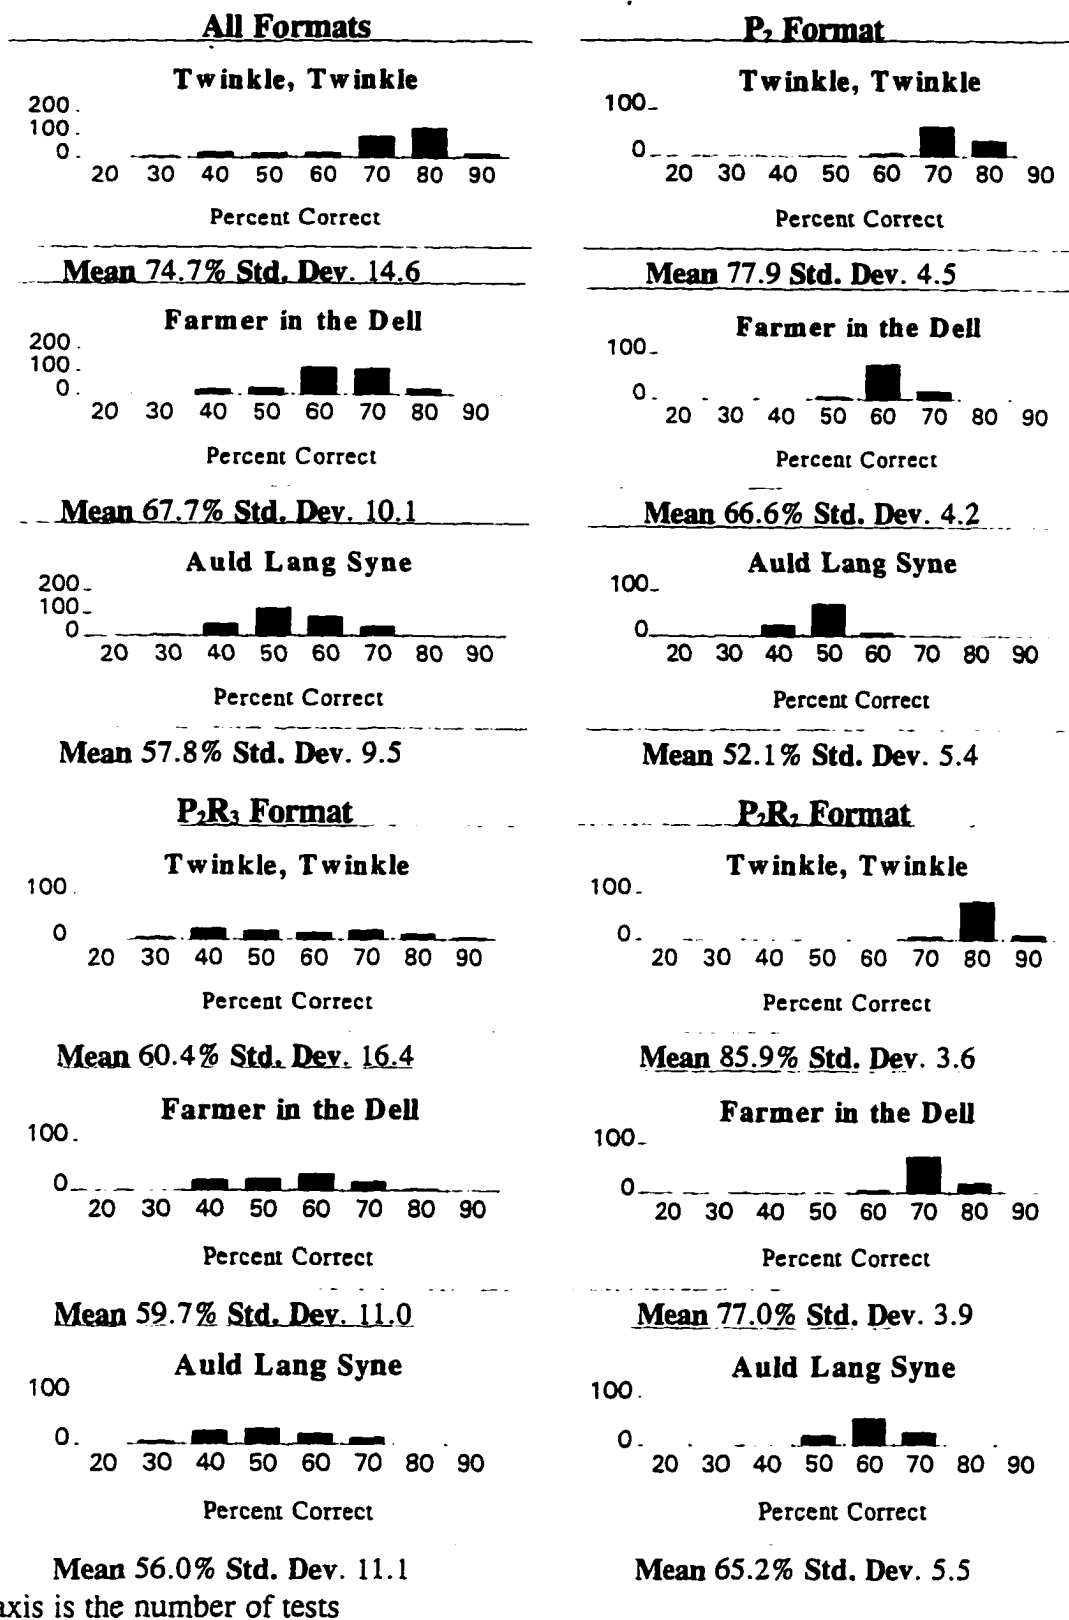 All Formats
Twinkle, Twinkle
200
100
0
20 30 40 50 60 70 80 90
Percent Correct
Mean 74.7% Std. Dev. 14.6
Farmer in the Dell
200
100
0
20 30 40 50 60 70 80 90
Percent Correct
Mean 67.7% Std. Dev. 10.1
Auld Lang Syne
200
100
0
20 30 40 50 60 70 80 90
Percent Correct
Mean 57.8% Std. Dev. 9.5
P₂ Format
Twinkle, Twinkle
100
0
20 30 40 50 60 70 80 90
Percent Correct
Mean 77.9 Std. Dev. 4.5
Farmer in the Dell
100
0
20 30 40 50 60 70 80 90
Percent Correct
Mean 66.6% Std. Dev. 4.2
Auld Lang Syne
100
0
20 30 40 50 60 70 80 90
Percent Correct
Mean 52.1% Std. Dev. 5.4
P₂R₃ Format
Twinkle, Twinkle
100
0
20 30 40 50 60 70 80 90
Percent Correct
Mean 60.4% Std. Dev. 16.4
Farmer in the Dell
100
0
20 30 40 50 60 70 80 90
Percent Correct
Mean 59.7% Std. Dev. 11.0
Auld Lang Syne
100
0
20 30 40 50 60 70 80 90
Percent Correct
Mean 56.0% Std. Dev. 11.1
P₂R₂ Format
Twinkle, Twinkle
100
0
20 30 40 50 60 70 80 90
Percent Correct
Mean 85.9% Std. Dev. 3.6
Farmer in the Dell
100
0
20 30 40 50 60 70 80 90
Percent Correct
Mean 77.0% Std. Dev. 3.9
Auld Lang Syne
100
0
20 30 40 50 60 70 80 90
Percent Correct
Mean 65.2% Std. Dev. 5.5
axis is the number of tests